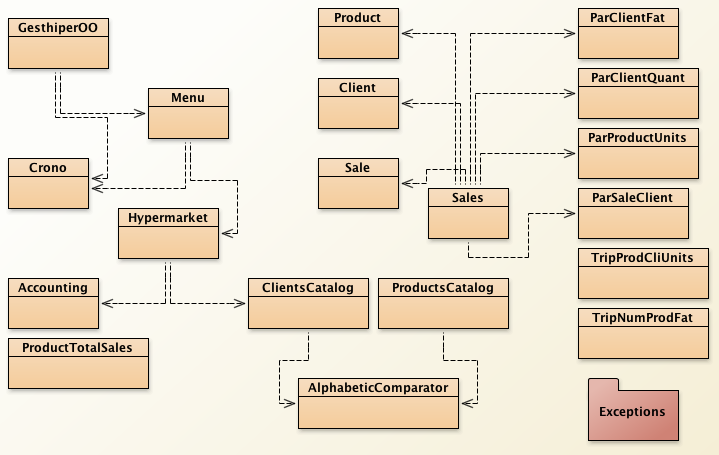 GesthiperOO
Product
ParClientFat
Menu
Client
ParClientQuant
Crono
Sale
ParProductUnits
Hypermarket
Sales
ParSaleClient
Accounting
ClientsCatalog
ProductsCatalog
TripProdCliUnits
ProductTotalSales
TripNumProdFat
AlphabeticComparator
Exceptions